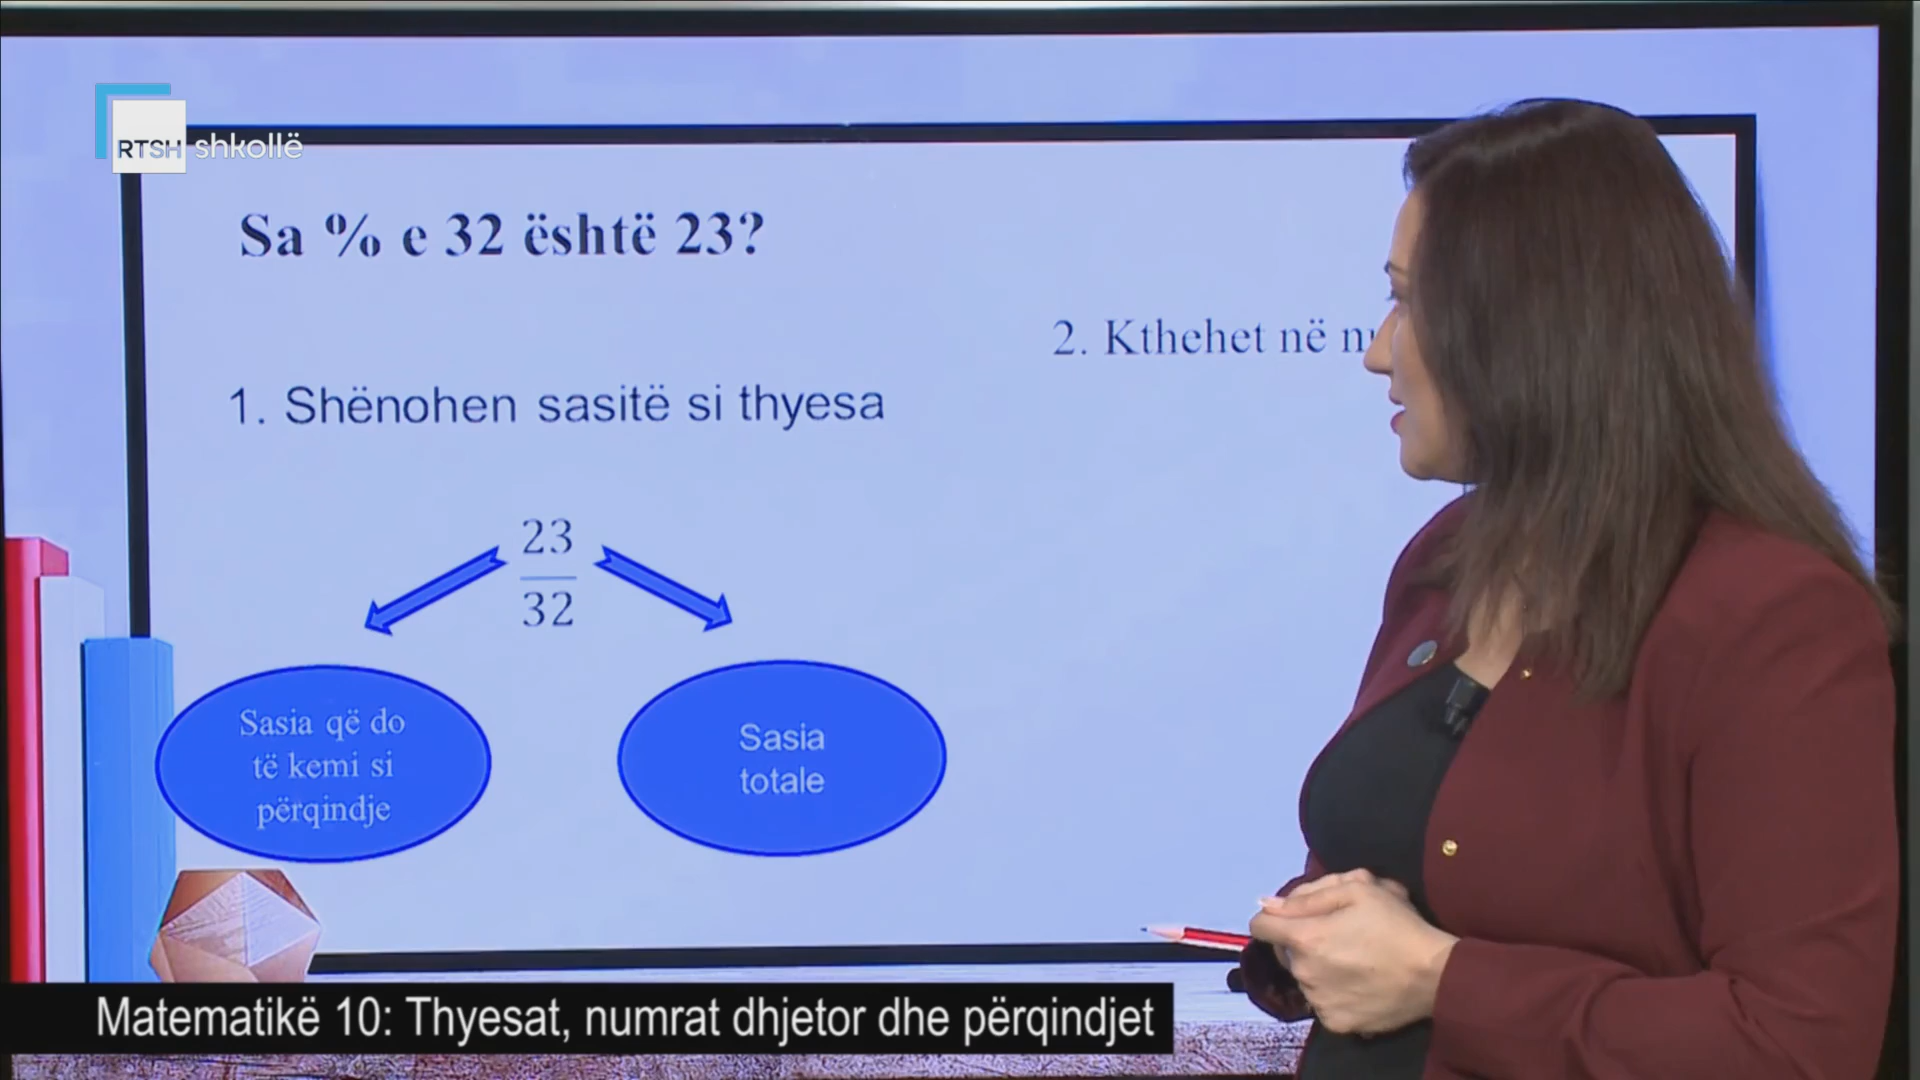 RTSH shkollë
Sa % e 32 është 23?
2. Kthehet në
1. Shënohen sasitë si thyesa
23
32
Sasia që do
të kemi si
përqindje
Sasia
totale
Matematikë 10: Thyesat, numrat dhjetor dhe përqindjet